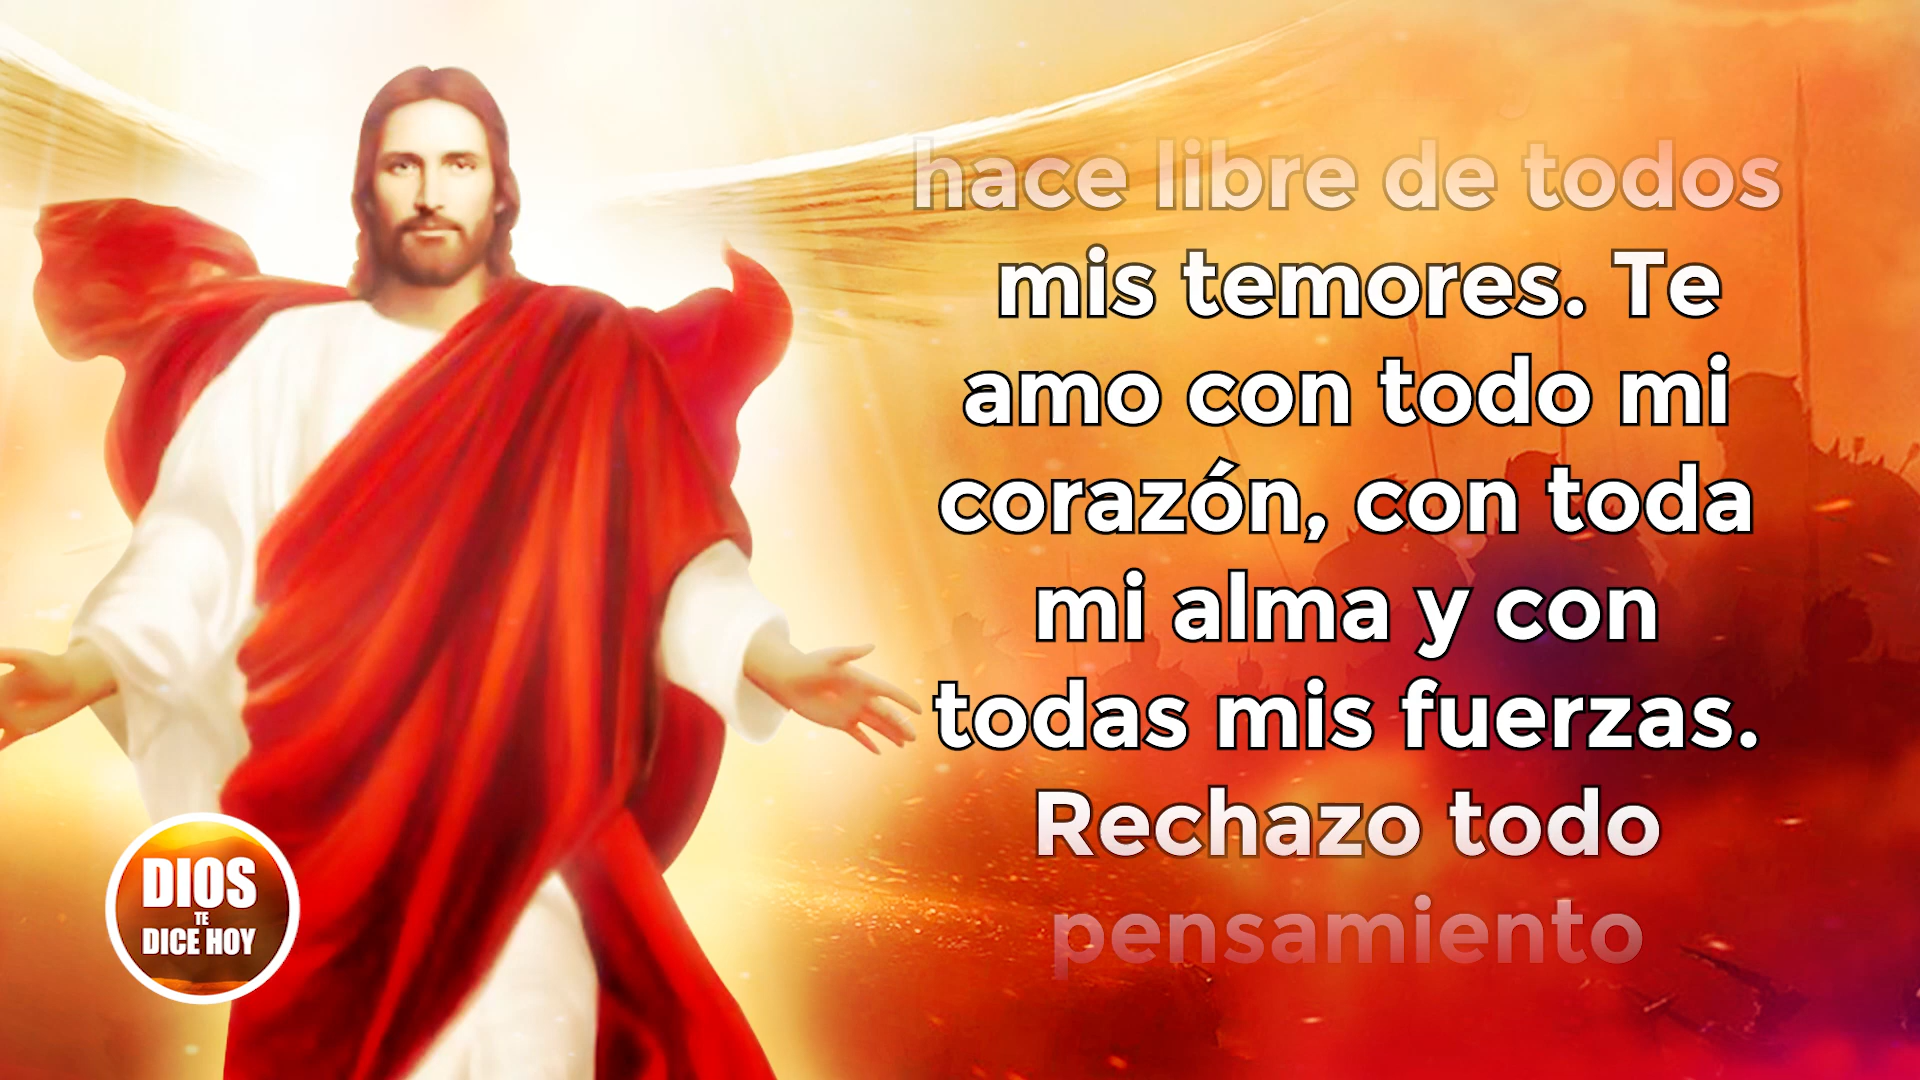 hace libre de todos
mis temores. Te
amo con todo mi
corazón, con toda
mi alma y con
todas mis fuerzas.
Rechazo todo
pensamiento
DIOS
TE
DICE HOY